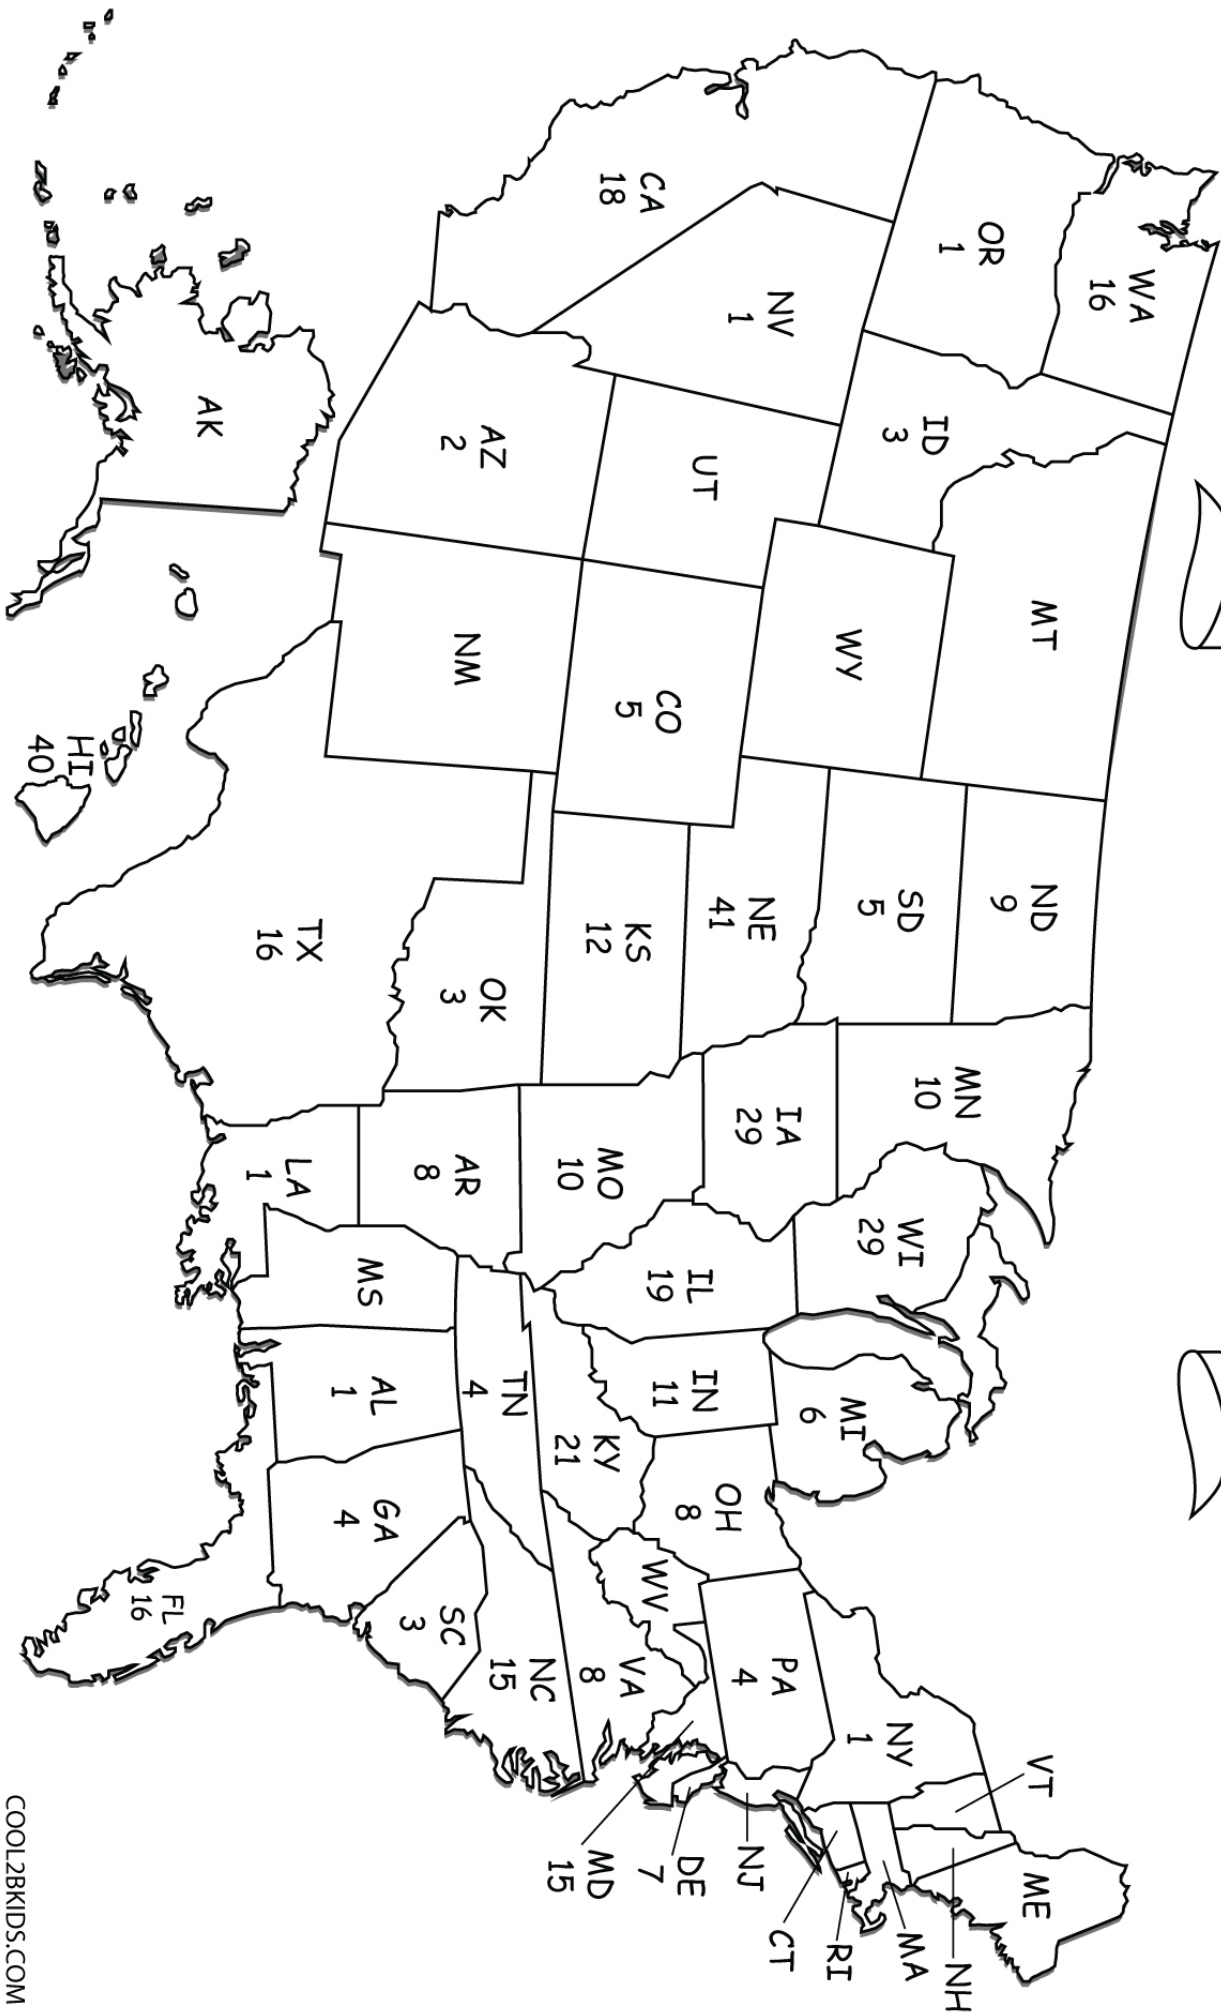 WA
16
OR
1
CA
18
NV
1
ID
3
MT
WY
UT
AZ
2
CO
5
NM
ND
9
SD
5
NE
41
KS
12
OK
3
TX
16
MN
10
IA
29
MO
10
AR
8
LA
1
WI
29
IL
19
MS
MI
6
IN
11
KY
21
TN
4
AL
1
OH
8
GA
4
FL
16
SC
3
NC
15
WV
VA
8
PA
4
NY
1
VT
ME
NH
MA
RI
CT
NJ
DE
7
MD
15
AK
HI
40
COOL2BKIDS.COM